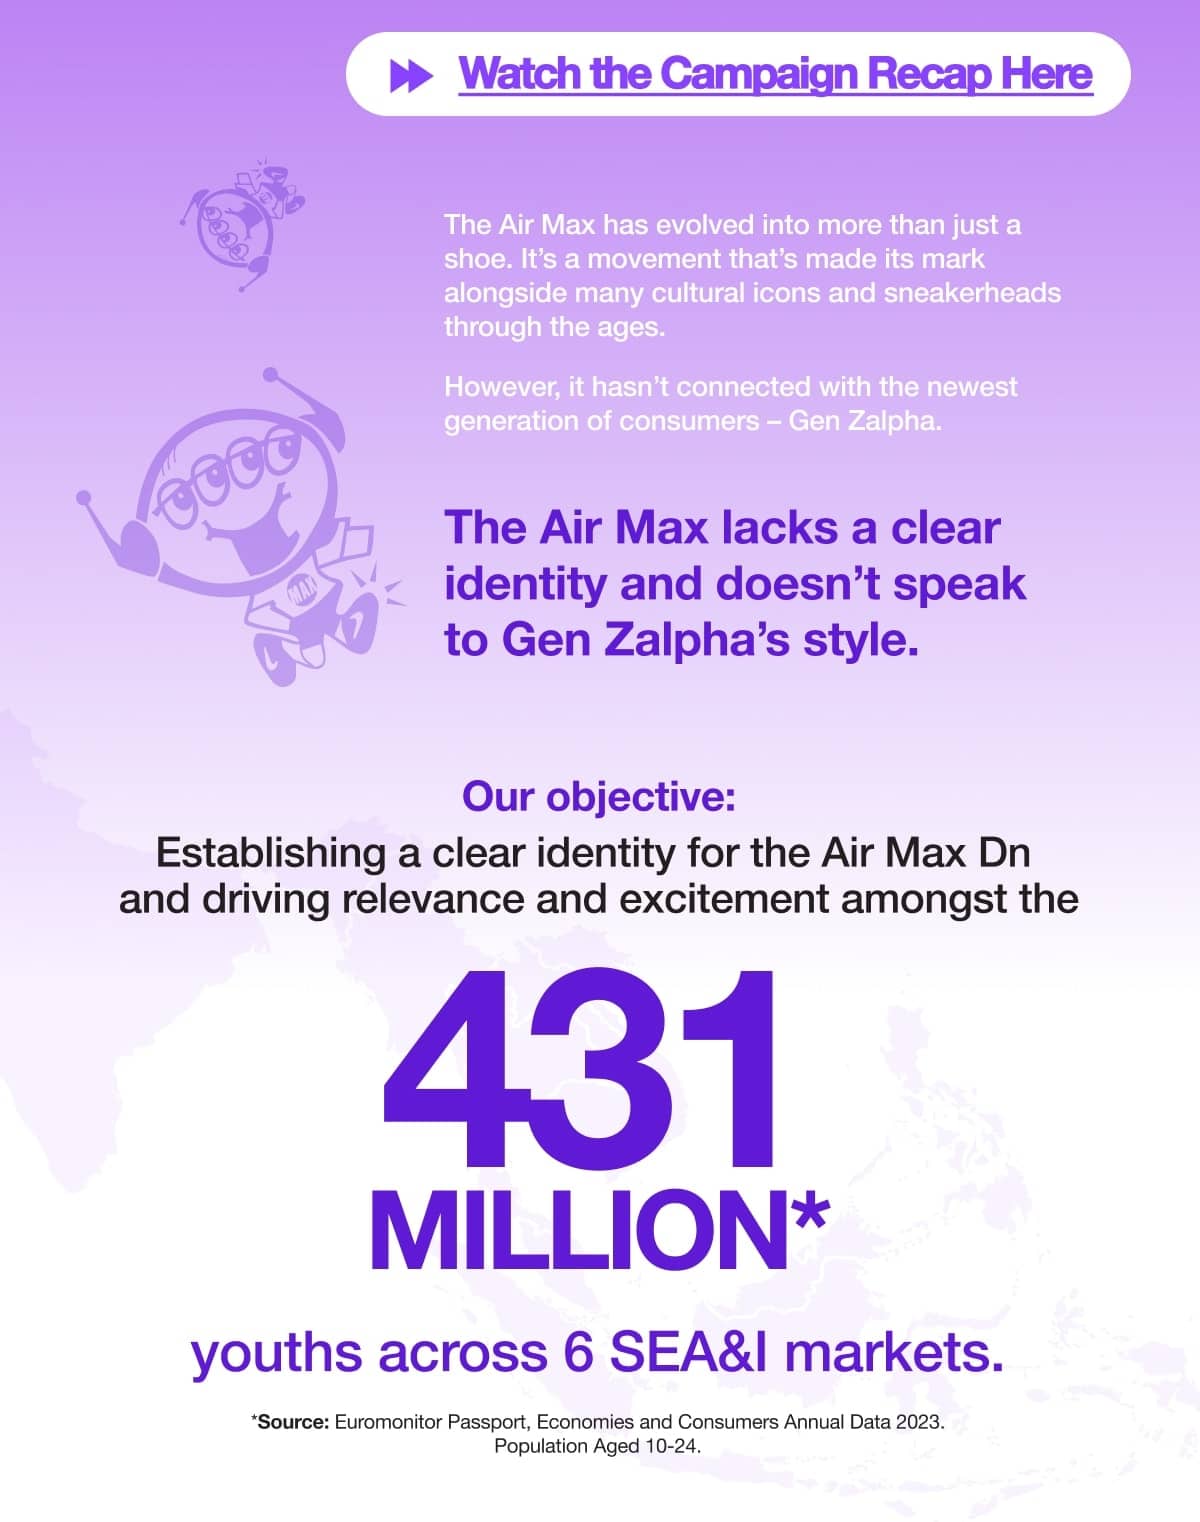 Watch the Campaign Recap Here
The Air Max has evolved into more than just a
shoe. It’s a movement that’s made its mark
alongside many cultural icons and sneakerheads
through the ages.
However, it hasn’t connected with the newest
generation of consumers – Gen Zalpha.
The Air Max lacks a clear
identity and doesn’t speak
to Gen Zalpha’s style.
MAX
Our objective:
Establishing a clear identity for the Air Max Dn
and driving relevance and excitement amongst the
431
MILLION*
youths across 6 SEA&I markets.
*Source: Euromonitor Passport, Economies and Consumers Annual Data 2023.
Population Aged 10-24.